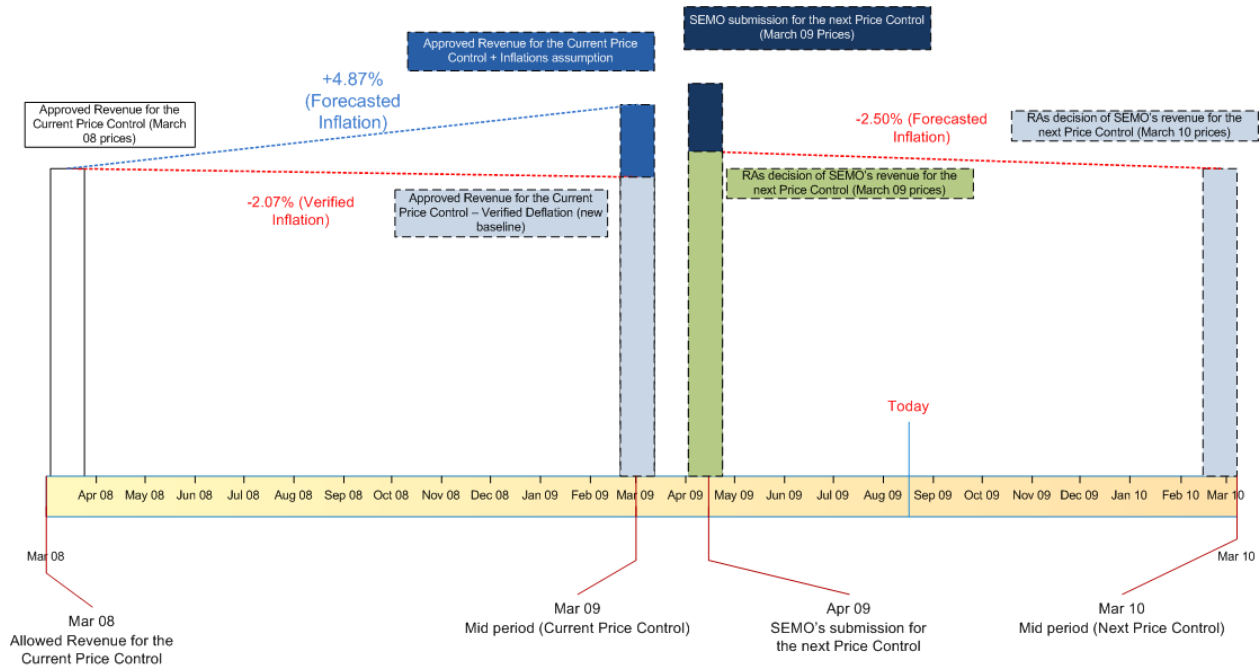 SEMO submission for the next Price Control
(March 09 Prices)
Approved Revenue for the Current Price
Control + Inflations assumption
+4.87%
(Forecasted
Inflation)
Approved Revenue for the
Current Price Control (March
08 prices)
-2.50% (Forecasted
Inflation)
RAs decision of SEMO's revenue for the
next Price Control (March 10 prices)
RAs decision of SEMO's revenue for the
next Price Control (March 09 prices)
-2.07% (Verified
Inflation)
Approved Revenue for the Current
Price Control – Verified Deflation (new
baseline)
Today
Apr 08 May 08 Jun 08 Jul 08 Aug 08 Sep 08 Oct 08 Nov 08 Dec 08 Jan 09 Feb 09 Mar 09 Apr 09 May 09 Jun 09 Jul 09 Aug 09 Sep 09 Oct 09 Nov 09 Dec 09 Jan 10 Feb 10 Mar 10
Mar 08
Mar 10
Mar 08
Allowed Revenue for the
Current Price Control
Mar 09
Mid period (Current Price Control)
Apr 09
SEMO's submission for
the next Price Control
Mar 10
Mid period (Next Price Control)